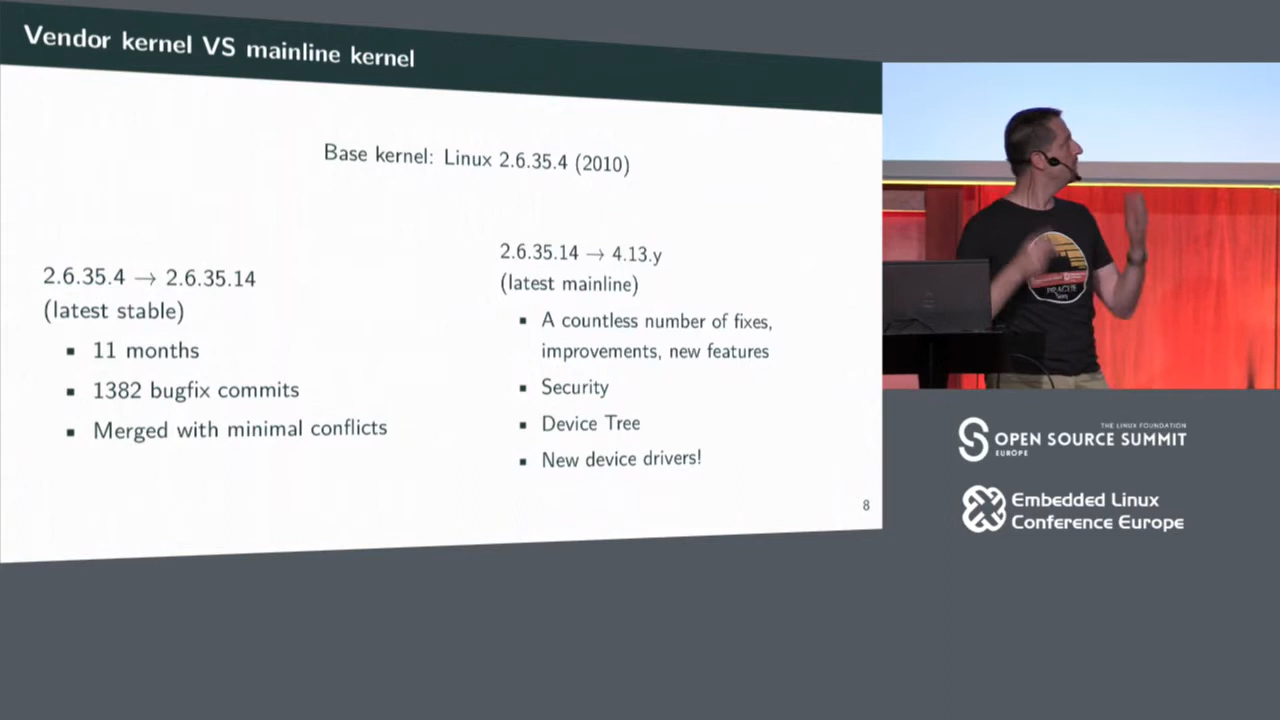 Vendor kernel VS mainline kernel
Base kernel: Linux 2.6.35.4 (2010)
2.6.35.4 → 2.6.35.14
(latest stable)
▪ 11 months
▪ 1382 bugfix commits
▪ Merged with minimal conflicts
2.6.35.14 → 4.13.y
(latest mainline)
▪ A countless number of fixes,
improvements, new features
▪ Security
▪ Device Tree
▪ New device drivers!
8
PRAGUE
THE LINUX FOUNDATION
OPEN SOURCE SUMMIT
EUROPE
Embedded Linux
Conference Europe